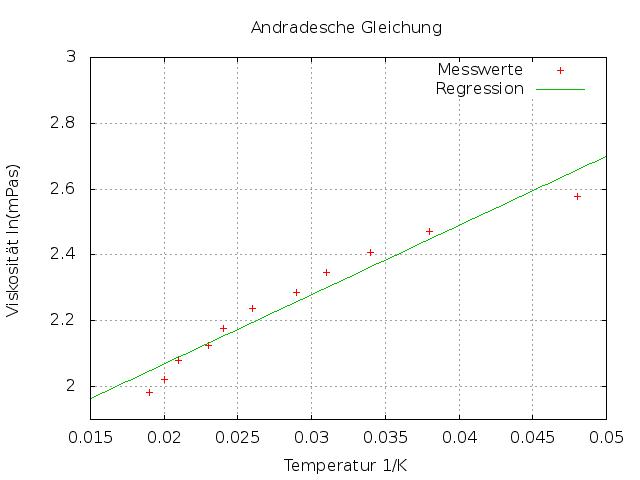 Andradesche Gleichung
3
2.8
2.6
2.4
2.2
2
Viskosität ln(mPas)
Messwerte
Regression
0.015 0.02 0.025 0.03 0.035 0.04 0.045 0.05
Temperatur 1/K